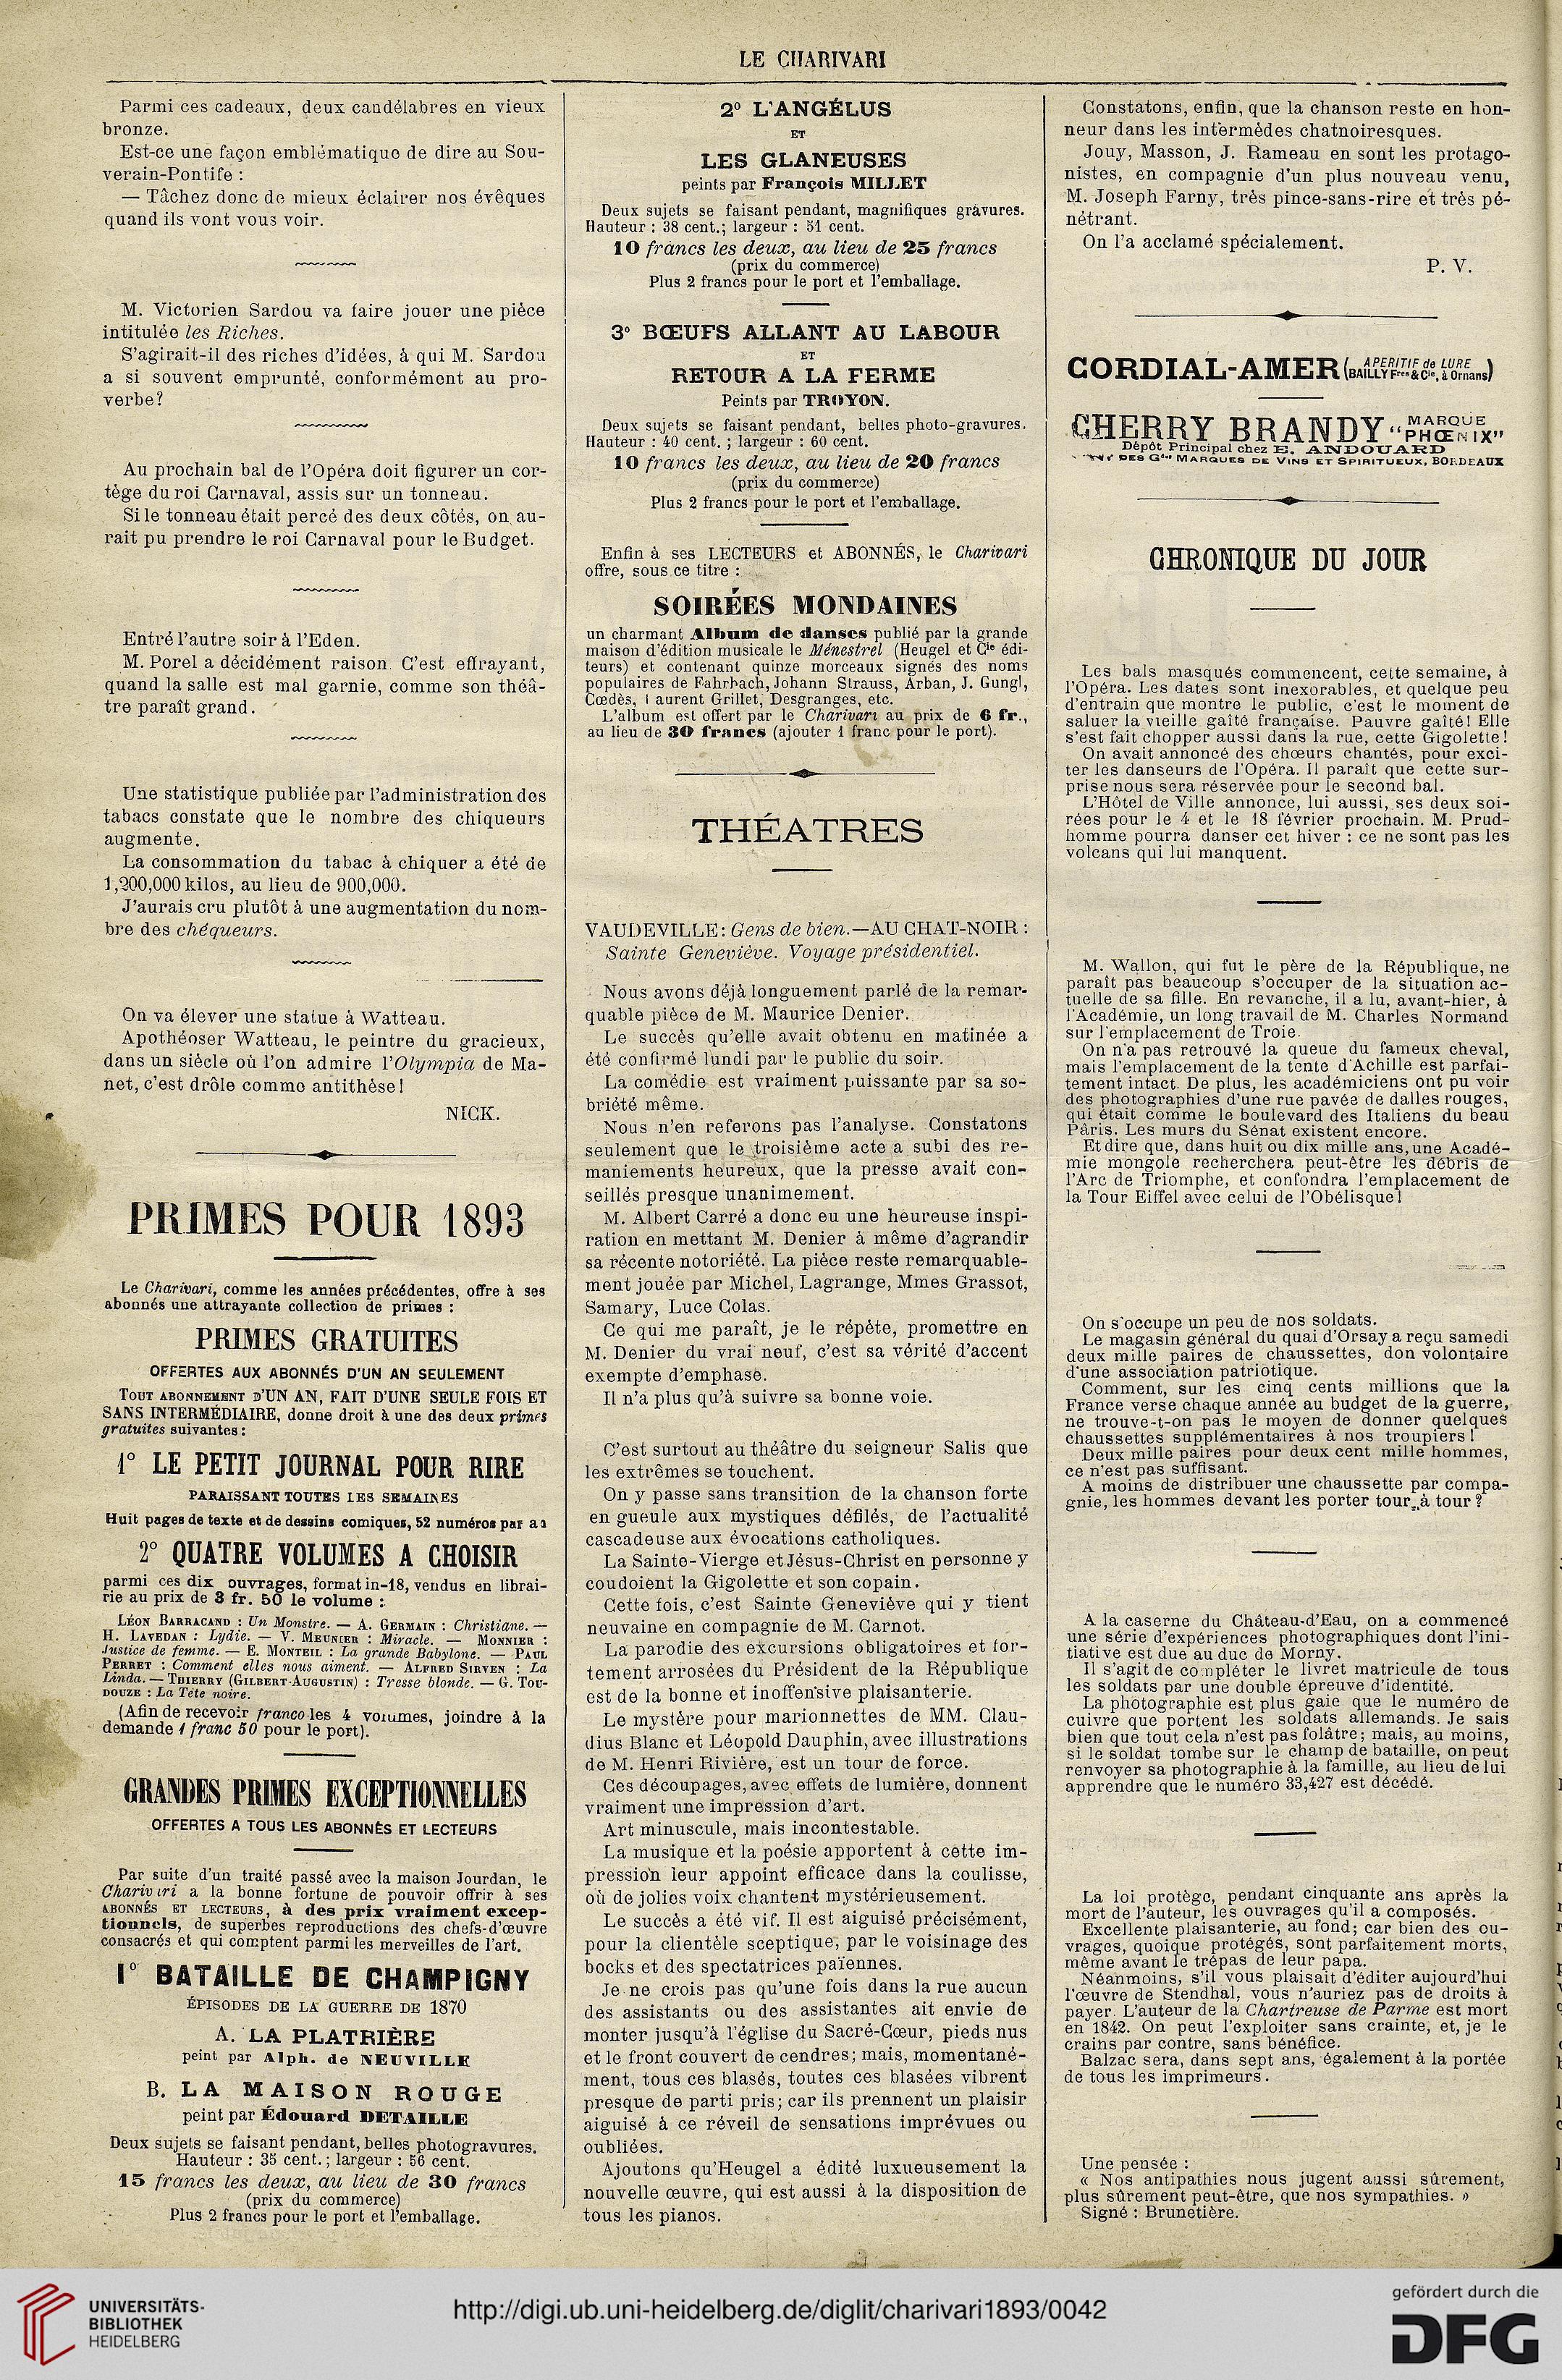 LE CHARIVARI
Parmi ces cadeaux, deux candélabres en vieux
bronze.
Est-ce une façon emblématique de dire au Sou-
verain-Pontife :
— Tâchez donc de mieux éclairer nos évêques
quand ils vont vous voir.
M. Victorien Sardou va faire jouer une pièce
intitulée les Riches.
S'agirait-il des riches d'idées, à qui M. Sardou
a si souvent emprunté, conformément au pro-
verbe?
Au prochain bal de l'Opéra doit figurer un cor-
tège du roi Carnaval, assis sur un tonneau.
Si le tonneau était percé des deux côtés, on au-
rait pu prendre le roi Carnaval pour le Budget.
Entré l'autre soir à l'Eden.
M. Porel a décidément raison. C'est effrayant,
quand la salle est mal garnie, comme son théâ-
tre paraît grand.
Une statistique publiée par l'administration des
tabacs constate que le nombre des chiqueurs
augmente.
La consommation du tabac à chiquer a été de
1,200,000 kilos, au lieu de 900,000.
J'aurais cru plutôt à une augmentation du nom-
bre des chéqueurs.
On va élever une statue à Watteau.
Apothéoser Watteau, le peintre du gracieux,
dans un siècle où l'on admire l'Olympia de Ma-
net, c'est drôle comme antithèse!
NICK.
PRIMES POUR 1893
Le Charivari, comme les années précédentes, offre à ses
abonnés une attrayante collection de primes :
PRIMES GRATUITES
OFFERTES AUX ABONNÉS D'UN AN SEULEMENT
TOUT ABONNEMENT D'UN AN, FAIT D'UNE SEULE FOIS ET
SANS INTERMÉDIAIRE, donne droit à une des deux primes
gratuites suivantes :
1° LE PETIT JOURNAL POUR RIRE
PARAISSANT TOUTES LES SEMAINES
Huit pages de texte et de dessins comiques, 52 numéros par an
2° QUATRE VOLUMES A CHOISIR
parmi ces dix ouvrages, format in-18, vendus en librai-
rie au prix de 3 fr. 50 le volume :
LÉON BARRACAND : Un Monstre. — A. GERMAIN : Christiane. —
H. LAVEDAN : Lydie. — V. MEUNIER : Miracle. — MONNIER :
Justice de femme. — E. MONTEIL : La grande Babylone. — PAUL
PERRET : Comment elles nous aiment. — ALFRED SIRVEN : La
Linda. — THIERRY (GILBERT-AUGUSTIN) : Tresse blonde. — G. TOU-
DOUZE : La Tête noire.
(Afin de recevoir franco les 4 volumes, joindre à la
demande 1 franc 50 pour le port).
GRANDES PRIMES EXCEPTIONNELLES
OFFERTES A TOUS LES ABONNÉS ET LECTEURS
Par suite d'un traité passé avec la maison Jourdan, le
Charivari a la bonne fortune de pouvoir offrir à ses
ABONNÉS ET LECTEURS, à des prix vraiment excep-
tionnels, de superbes reproductions des chefs-d'œuvre
consacrés et qui comptent parmi les merveilles de l'art.
1° BATAILLE DE CHAMPIGNY
ÉPISODES DE LA GUERRE DE 1870
A. LA PLATRIÈRE
peint par Alph. de NEUVILLE
B. LA MAISON ROUGE
peint par Édouard DETAILLE
Deux sujets se faisant pendant, belles photogravures.
Hauteur : 35 cent. ; largeur : 56 cent.
15 francs les deux, au lieu de 30 francs
(prix du commerce)
Plus 2 francs pour le port et l'emballage.
2° L'ANGÉLUS
ET
LES GLANEUSES
peints par François MILLET
Deux sujets se faisant pendant, magnifiques gravures.
Hauteur : 38 cent.; largeur : 51 cent.
10 francs les deux, au lieu de 25 francs
(prix du commerce)
Plus 2 francs pour le port et l'emballage.
3° BŒUFS ALLANT AU LABOUR
ET
RETOUR A LA FERME
Peints par TROYON.
Deux sujets se faisant pendant, belles photo-gravures.
Hauteur : 40 cent. ; largeur : 60 cent.
10 francs les deux, au lieu de 20 francs
(prix du commerce)
Plus 2 francs pour le port et l'emballage.
Enfin à ses LECTEURS et ABONNÉS, le Charivari
offre, sous ce titre :
SOIRÉES MONDAINES
un charmant Album de danses publié par la grande
maison d'édition musicale le Ménestrel (Heugel et Cie édi-
teurs) et contenant quinze morceaux signés des noms
populaires de Fahrbach, Johann Strauss, Arban, J. Gungl,
Cœdès, Laurent Grillet, Desgranges, etc.
L'album est offert par le Charivari au prix de 6 fr.,
au lieu de 30 francs (ajouter 1 franc pour le port).
THÉATRES
VAUDEVILLE : Gens de bien.—AU CHAT-NOIR :
Sainte Geneviève. Voyage présidentiel.
Nous avons déjà longuement parlé de la remar-
quable pièce de M. Maurice Denier.
Le succès qu'elle avait obtenu en matinée a
été confirmé lundi par le public du soir.
La comédie est vraiment puissante par sa so-
briété même.
Nous n'en referons pas l'analyse. Constatons
seulement que le troisième acte a subi des re-
maniements heureux, que la presse avait con-
seillés presque unanimement.
M. Albert Carré a donc eu une heureuse inspi-
ration en mettant M. Denier à même d'agrandir
sa récente notoriété. La pièce reste remarquable-
ment jouée par Michel, Lagrange, Mmes Grassot,
Samary, Luce Colas.
Ce qui me paraît, je le répète, promettre en
M. Denier du vrai neuf, c'est sa vérité d'accent
exempte d'emphase.
Il n'a plus qu'à suivre sa bonne voie.
C'est surtout au théâtre du seigneur Salis que
les extrêmes se touchent.
On y passe sans transition de la chanson forte
en gueule aux mystiques défilés, de l'actualité
cascadeuse aux évocations catholiques.
La Sainte-Vierge et Jésus-Christ en personne y
coudoient la Gigolette et son copain.
Cette fois, c'est Sainte Geneviève qui y tient
neuvaine en compagnie de M. Carnot.
La parodie des excursions obligatoires et for-
tement arrosées du Président de la République
est de la bonne et inoffensive plaisanterie.
Le mystère pour marionnettes de MM. Clau-
dius Blanc et Léopold Dauphin, avec illustrations
de M. Henri Rivière, est un tour de force.
Ces découpages, avec effets de lumière, donnent
vraiment une impression d'art.
Art minuscule, mais incontestable.
La musique et la poésie apportent à cette im-
pression leur appoint efficace dans la coulisse,
où de jolies voix chantent mystérieusement.
Le succès a été vif. Il est aiguisé précisément,
pour la clientèle sceptique, par le voisinage des
bocks et des spectatrices païennes.
Je ne crois pas qu'une fois dans la rue aucun
des assistants ou des assistantes ait envie de
monter jusqu'à l'église du Sacré-Cœur, pieds nus
et le front couvert de cendres; mais, momentané-
ment, tous ces blasés, toutes ces blasées vibrent
presque de parti pris; car ils prennent un plaisir
aiguisé à ce réveil de sensations imprévues ou
oubliées.
Ajoutons qu'Heugel a édité luxueusement la
nouvelle œuvre, qui est aussi à la disposition de
tous les pianos.
Constatons, enfin, que la chanson reste en hon-
neur dans les intermèdes chatnoiresques.
Jouy, Masson, J. Rameau en sont les protago-
nistes, en compagnie d'un plus nouveau venu,
M. Joseph Farny, très pince-sans-rire et très pé-
nétrant.
On l'a acclamé spécialement.
P. V.
CORDIAL-AMER (APERITIF de LURE
BAILLY Fres & Cie, à Ornans)
CHERRY BRANDY "MARQUE
PHŒNIX"
Dépôt Principal chez E. ANDOUARD
DES Gdes MARQUES DE VINS ET SPIRITUEUX, BORDEAUX
CHRONIQUE DU JOUR
Les bals masqués commencent, cette semaine, à
l'Opéra. Les dates sont inexorables, et quelque peu
d'entrain que montre le public, c'est le moment de
saluer la vieille gaîté française. Pauvre gaîté! Elle
s'est fait chopper aussi dans la rue, cette Gigolette!
On avait annoncé des chœurs chantés, pour exci-
ter les danseurs de l'Opéra. Il paraît que cette sur-
prise nous sera réservée pour le second bal.
L'Hôtel de Ville annonce, lui aussi, ses deux soi-
rées pour le 4 et le 18 février prochain. M. Prud-
homme pourra danser cet hiver : ce ne sont pas les
volcans qui lui manquent.
M. Wallon, qui fut le père de la République, ne
paraît pas beaucoup s'occuper de la situation ac-
tuelle de sa fille. En revanche, il a lu, avant-hier, à
l'Académie, un long travail de M. Charles Normand
sur l'emplacement de Troie.
On n'a pas retrouvé la queue du fameux cheval,
mais l'emplacement de la tente d'Achille est parfai-
tement intact. De plus, les académiciens ont pu voir
des photographies d'une rue pavée de dalles rouges,
qui était comme le boulevard des Italiens du beau
Pâris. Les murs du Sénat existent encore.
Et dire que, dans huit ou dix mille ans, une Acadé-
mie mongole recherchera peut-être les débris de
l'Arc de Triomphe, et confondra l'emplacement de
la Tour Eiffel avec celui de l'Obélisque!
On s'occupe un peu de nos soldats.
Le magasin général du quai d'Orsay a reçu samedi
deux mille paires de chaussettes, don volontaire
d'une association patriotique.
Comment, sur les cinq cents millions que la
France verse chaque année au budget de la guerre,
ne trouve-t-on pas le moyen de donner quelques
chaussettes supplémentaires à nos troupiers!
Deux mille paires pour deux cent mille hommes,
ce n'est pas suffisant.
A moins de distribuer une chaussette par compa-
gnie, les hommes devant les porter tour à tour?
A la caserne du Château-d'Eau, on a commencé
une série d'expériences photographiques dont l'ini-
tiative est due au duc de Morny.
Il s'agit de compléter le livret matricule de tous
les soldats par une double épreuve d'identité.
La photographie est plus gaie que le numéro de
cuivre que portent les soldats allemands. Je sais
bien que tout cela n'est pas folâtre; mais, au moins,
si le soldat tombe sur le champ de bataille, on peut
renvoyer sa photographie à la famille, au lieu de lui
apprendre que le numéro 33,427 est décédé.
La loi protège, pendant cinquante ans après la
mort de l'auteur, les ouvrages qu'il a composés.
Excellente plaisanterie, au fond; car bien des ou-
vrages, quoique protégés, sont parfaitement morts,
même avant le trépas de leur papa.
Néanmoins, s'il vous plaisait d'éditer aujourd'hui
l'œuvre de Stendhal, vous n'auriez pas de droits à
payer. L'auteur de la Chartreuse de Parme est mort
en 1842. On peut l'exploiter sans crainte, et, je le
crains par contre, sans bénéfice.
Balzac sera, dans sept ans, également à la portée
de tous les imprimeurs.
Une pensée :
« Nos antipathies nous jugent aussi sûrement,
plus sûrement peut-être, que nos sympathies. »
Signé : Brunetière.
UNIVERSITÄTS-
BIBLIOTHEK
HEIDELBERG
http://digi.ub.uni-heidelberg.de/diglit/charivari1893/0042
gefördert durch die
DFG